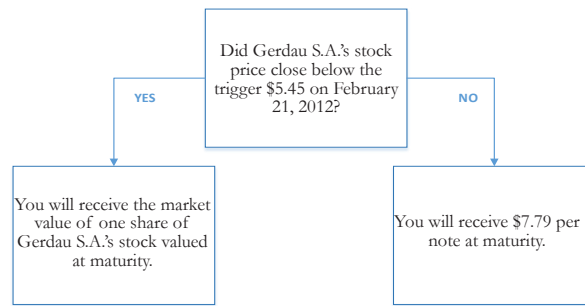 Did Gerdau S.A.'s stock
price close below the
trigger $5.45 on February
21, 2012?
YES
NO
You will receive the market
value of one share of
Gerdau S.A.'s stock valued
at maturity.
You will receive $7.79 per
note at maturity.